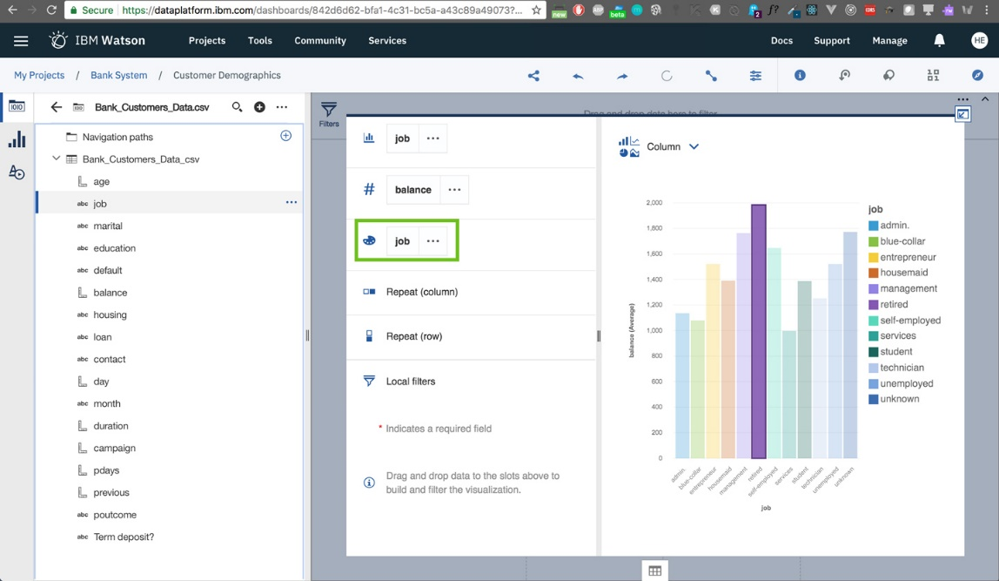 Secure https://dataplatform.ibm.com/dashboards/842d6d62-bfa1-4c31-bc5a-a43c89a49073?...
new
beta
2
f?
CORS
IBM Watson
Projects
Tools
Community
Services
Docs
Support
Manage
HE
My Projects / Bank System / Customer Demographics
Bank_Customers_Data.csv
Navigation paths
Bank_Customers_Data_csv
age
abc job
abc marital
abc education
abc default
balance
abc housing
abc loan
abc contact
day
abc month
duration
campaign
pdays
previous
abc poutcome
abc Term deposit?
Filters
Drag and drop data here to filter
job
# balance
job
Repeat (column)
Repeat (row)
Local filters
* Indicates a required field
Drag and drop data to the slots above to
build and filter the visualization.
Column
balance (Average)
2,000
1,800
1,600
1,400
1,200
1,000
800
600
400
200
0
admin.
blue-collar
entrepreneur
housemaid
management
retired
self-employed
services
student
technician
unemployed
unknown
job
job
admin.
blue-collar
entrepreneur
housemaid
management
retired
self-employed
services
student
technician
unemployed
unknown